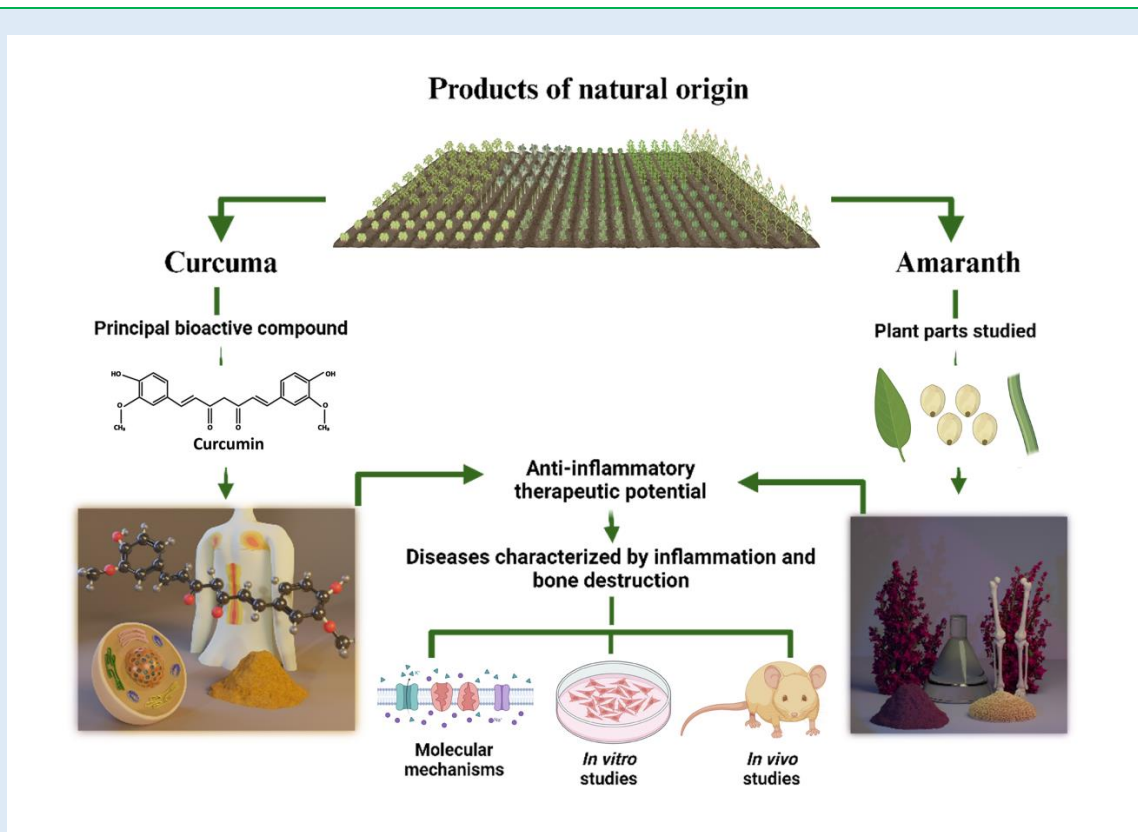 Products of natural origin
Curcuma
Amaranth
Principal bioactive compound
Plant parts studied
HO
OH
O
O
O
O
CH₃
CH₃
Curcumin
Anti-inflammatory
therapeutic potential
Diseases characterized by inflammation and
bone destruction
Molecular
mechanisms
In vitro
studies
In vivo
studies